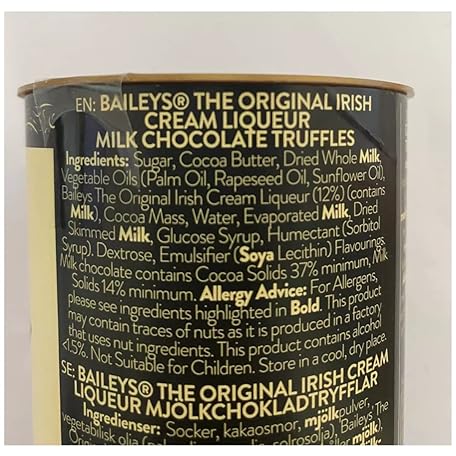 EN: BAILEYS® THE ORIGINAL IRISH
CREAM LIQUEUR
MILK CHOCOLATE TRUFFLES
Ingredients: Sugar, Cocoa Butter, Dried Whole Milk,
Vegetable Oils (Palm Oil, Rapeseed Oil, Sunflower Oil),
Baileys The Original Irish Cream Liqueur (12%) (contains
Milk), Cocoa Mass, Water, Evaporated Milk, Dried
Skimmed Milk, Glucose Syrup, Humectant (Sorbitol
Syrup). Dextrose, Emulsifier (Soya Lecithin) Flavourings.
Milk chocolate contains Cocoa Solids 37% minimum, Milk
Solids 14% minimum. Allergy Advice: For Allergens,
please see ingredients highlighted in Bold. This product
may contain traces of nuts as it is produced in a factory
that uses nut ingredients. This product contains alcohol
<1.5%. Not Suitable for Children. Store in a cool, dry place.
SE: BAILEYS® THE ORIGINAL IRISH CREAM
LIQUEUR MJÖLKCHOKLADTRYFFLAR
Ingredienser: Socker, kakaosmör, mjölkpulver,
vegetabilisk olja solrosolja), Baileys' The